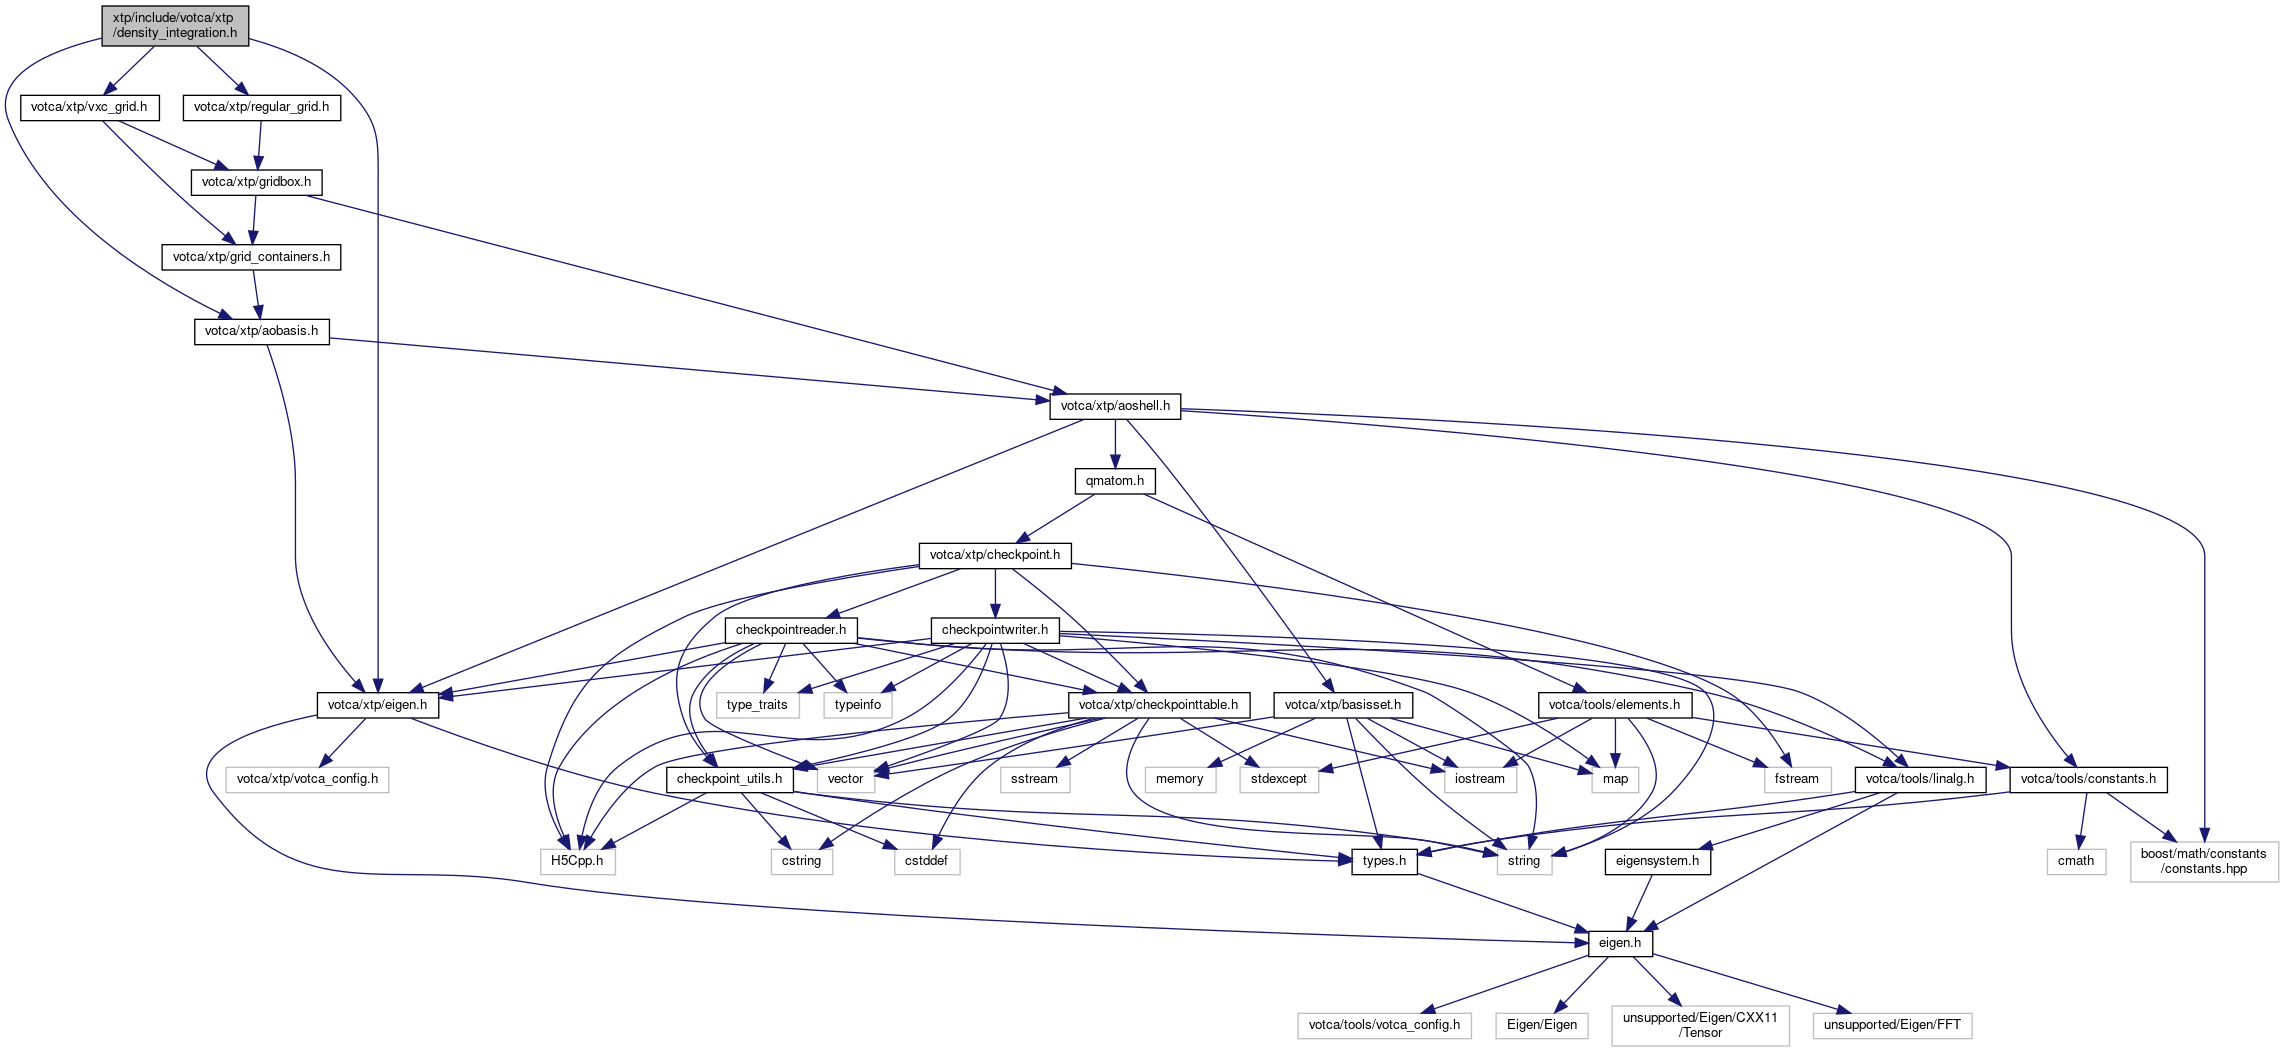 xtp/include/votca/xtp
/density_integration.h
votca/xtp/vxc_grid.h
votca/xtp/regular_grid.h
votca/xtp/gridbox.h
votca/xtp/grid_containers.h
votca/xtp/aobasis.h
votca/xtp/aoshell.h
qmatom.h
votca/xtp/checkpoint.h
checkpointreader.h
checkpointwriter.h
votca/xtp/eigen.h
type_traits
typeinfo
votca/xtp/checkpointtable.h
votca/xtp/basisset.h
votca/tools/elements.h
votca/xtp/votca_config.h
checkpoint_utils.h
vector
sstream
memory
stdexcept
iostream
map
fstream
votca/tools/linalg.h
votca/tools/constants.h
H5Cpp.h
cstring
cstddef
types.h
string
eigensystem.h
cmath
boost/math/constants
/constants.hpp
eigen.h
votca/tools/votca_config.h
Eigen/Eigen
unsupported/Eigen/CXX11
/Tensor
unsupported/Eigen/FFT